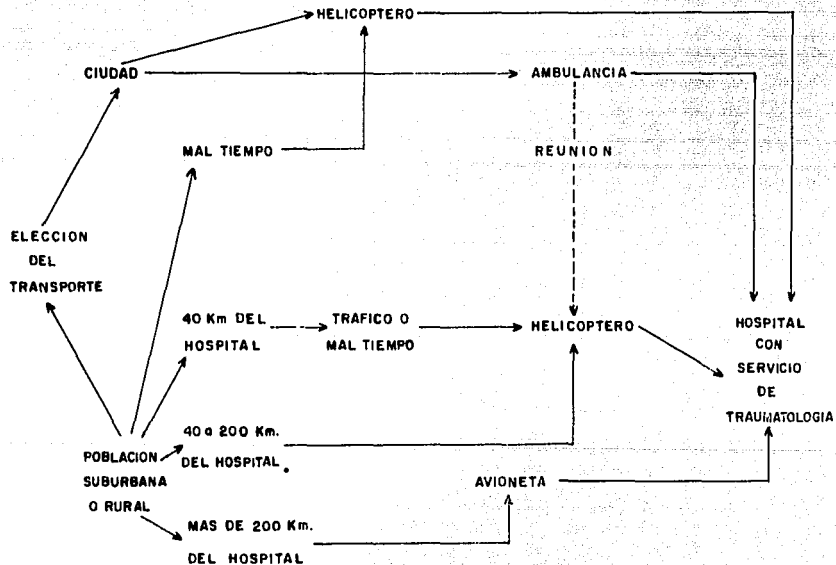 HELICOPTERO
CIUDAD
AMBULANCIA
MAL TIEMPO
REUNION
ELECCION
DEL
TRANSPORTE
40 Km DEL
HOSPITAL
TRAFICO O
MAL TIEMPO
HELICOPTERO
HOSPITAL
CON
SERVICIO
DE
TRAUMATOLOGIA
POBLACION
SUBURBANA
O RURAL
40 a 200 Km.
DEL HOSPITAL.
AVIONETA
MAS DE 200 Km.
DEL HOSPITAL